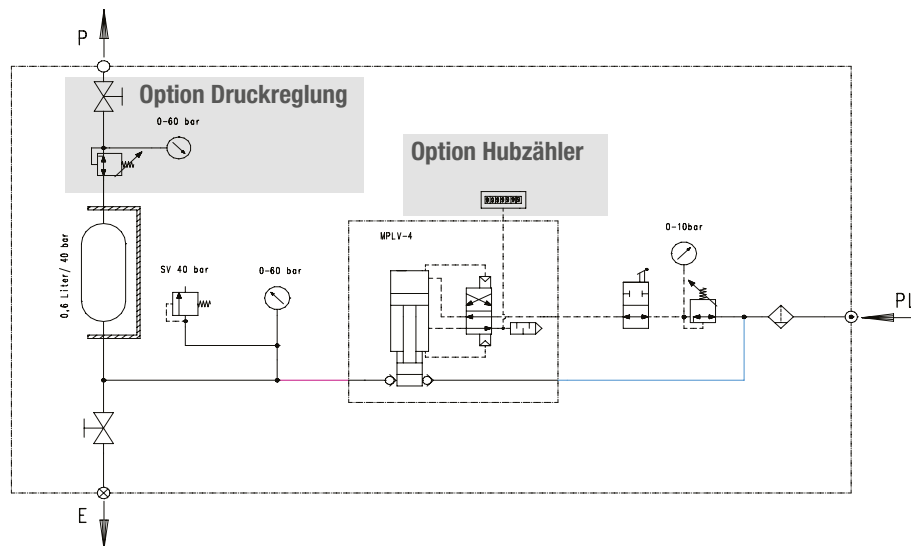 P
Option Druckreglung
0-60 bar
Option Hubzähler
MPLV-4
0-10bar
0,6 Liter/ 40 bar
SV 40 bar
0-60 bar
Pl
E